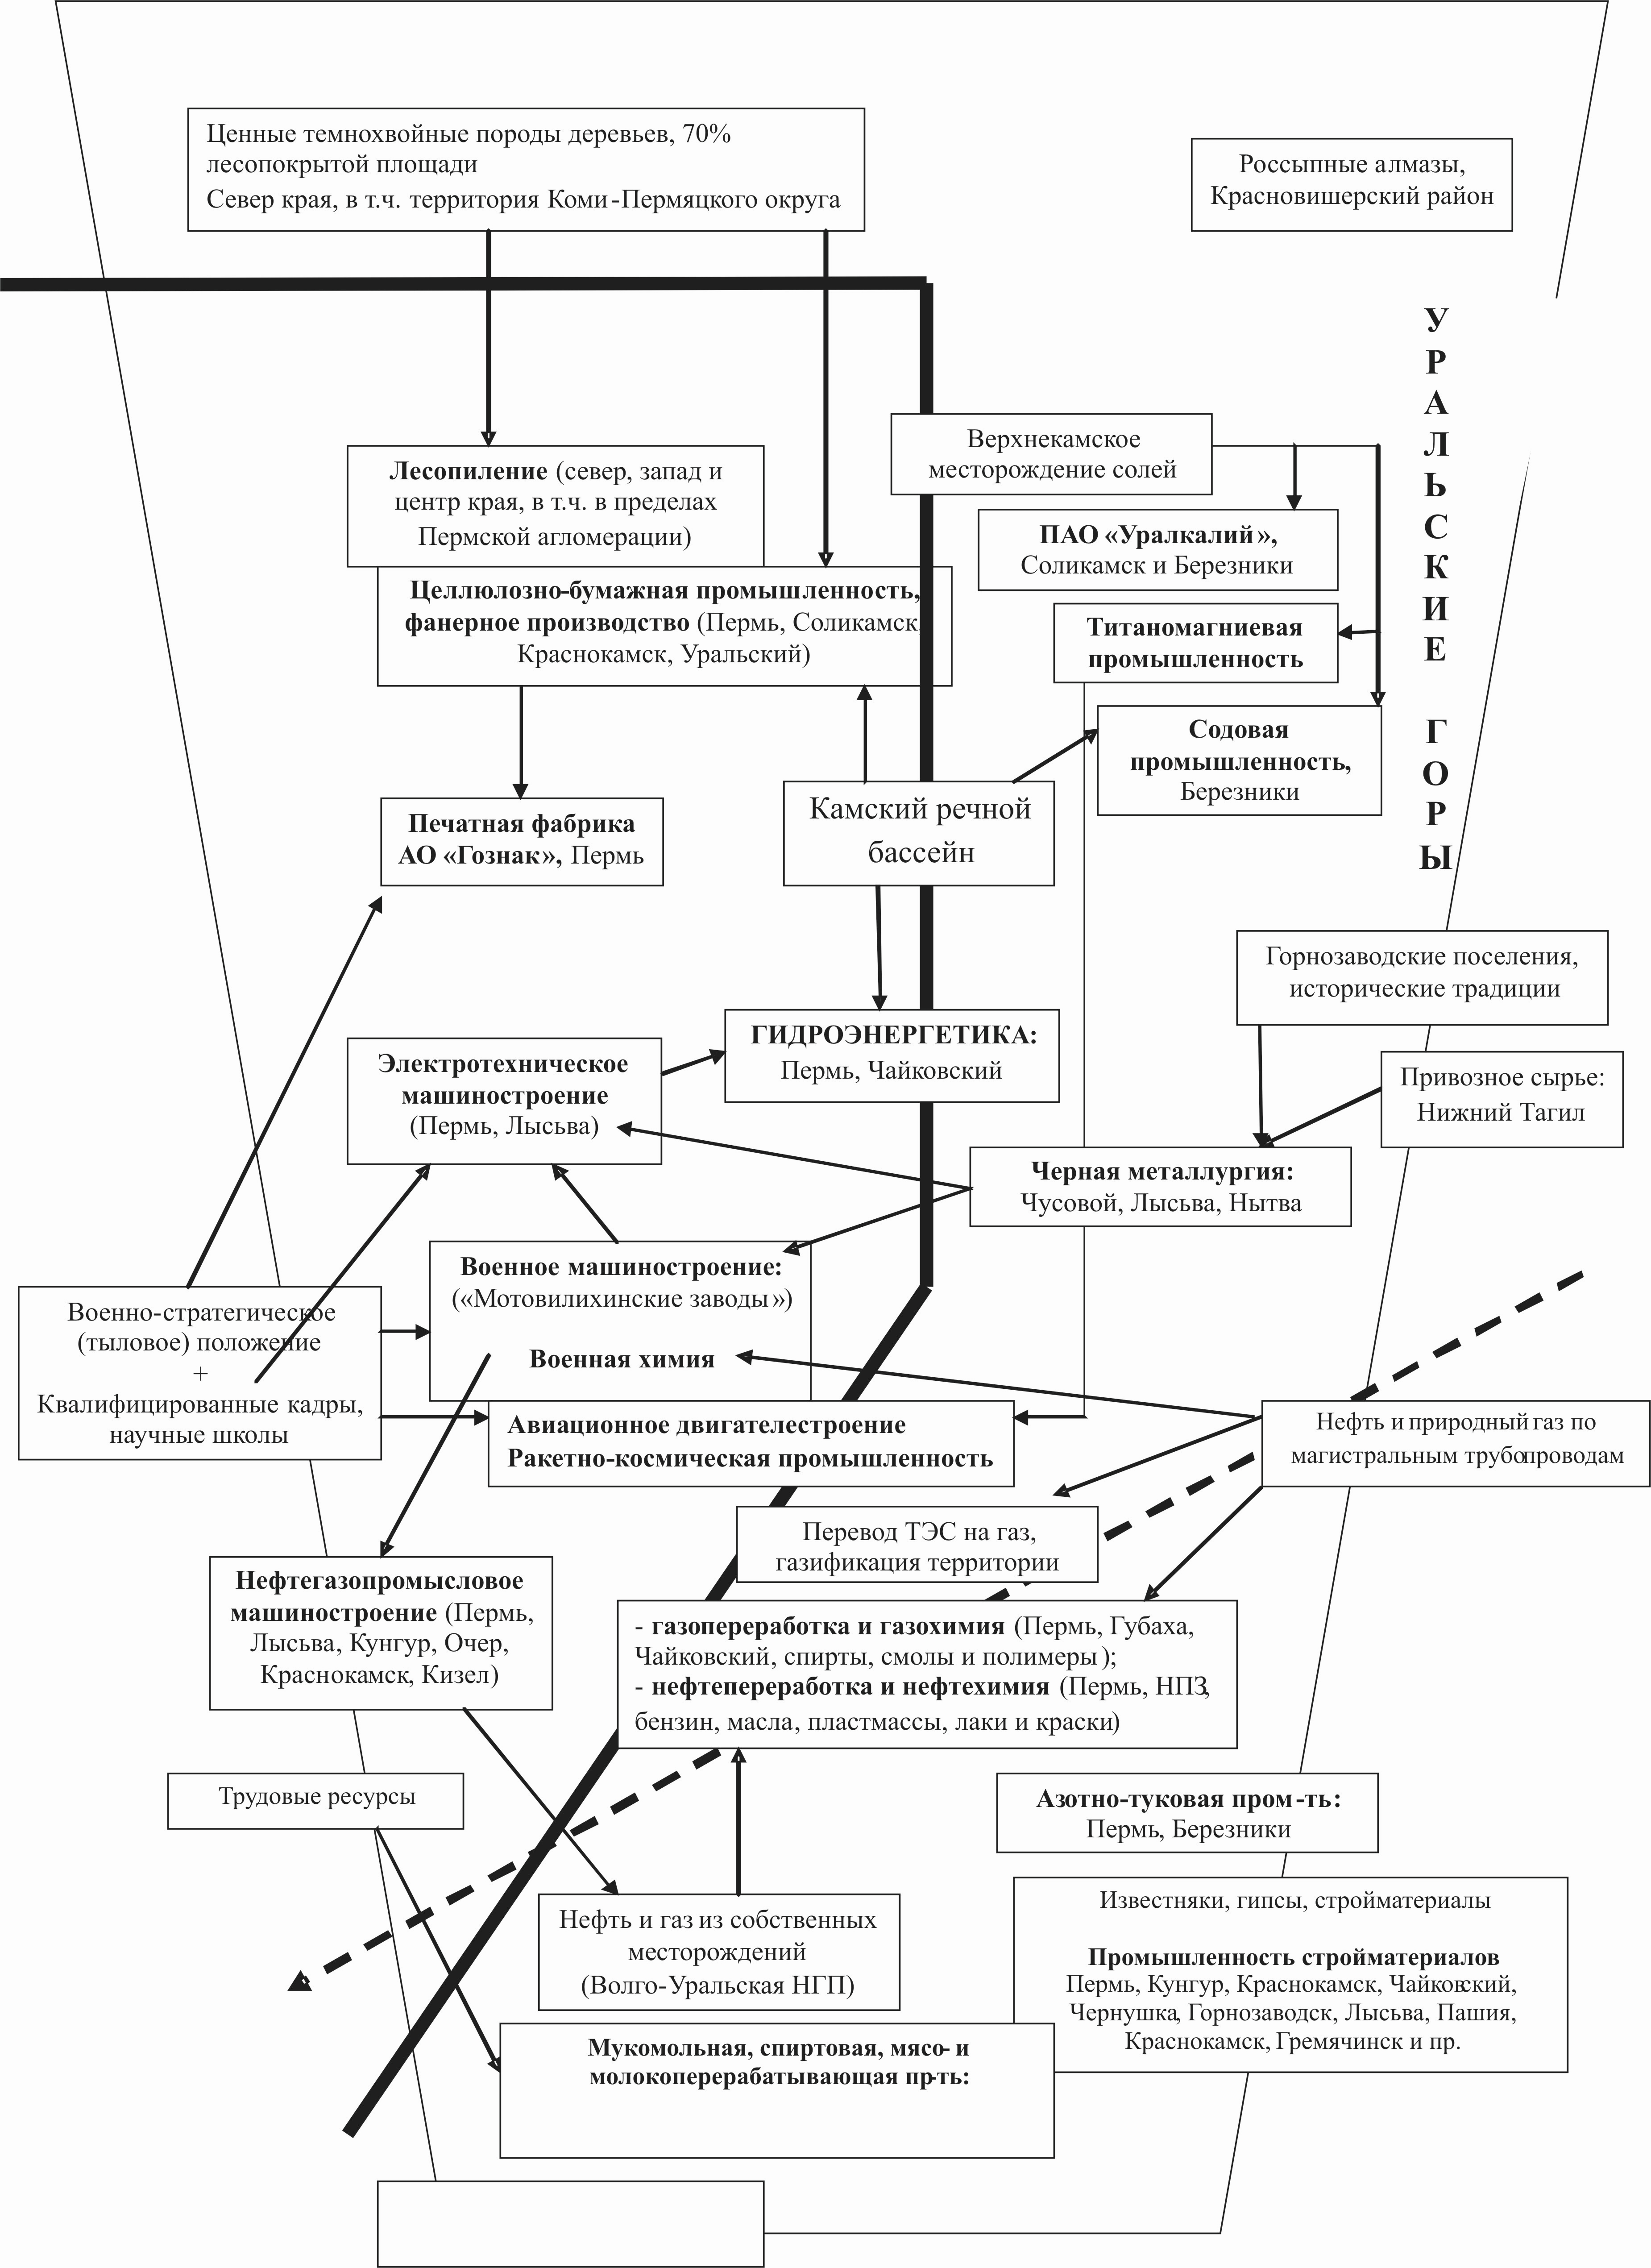 Ценные темнохвойные породы деревьев, 70%
лесопокрытой площади
Север края, в т.ч. территория Коми-Пермяцкого округа
Россыпные алмазы,
Красновишерский район
УРАЛЬСКИЕ ГОРЫ
Верхнекамское
месторождение солей
Лесопиление (север, запад и
центр края, в т.ч. в пределах
Пермской агломерации)
ПАО «Уралкалий»,
Соликамск и Березники
Целлюлозно-бумажная промышленность,
фанерное производство (Пермь, Соликамск,
Краснокамск, Уральский)
Титаномагниевая
промышленность
Содовая
промышленность,
Березники
Печатная фабрика
АО «Гознак», Пермь
Камский речной
бассейн
Горнозаводские поселения,
исторические традиции
ГИДРОЭНЕРГЕТИКА:
Пермь, Чайковский
Электротехническое
машиностроение
(Пермь, Лысьва)
Привозное сырье:
Нижний Тагил
Черная металлургия:
Чусовой, Лысьва, Нытва
Военное машиностроение:
(«Мотовилихинские заводы»)
Военная химия
Военно-стратегическое
(тыловое) положение
+
Квалифицированные кадры,
научные школы
Авиационное двигателестроение
Ракетно-космическая промышленность
Нефть и природный газ по
магистральным трубопроводам
Перевод ТЭС на газ,
газификация территории
Нефтегазопромысловое
машиностроение (Пермь,
Лысьва, Кунгур, Очер,
Краснокамск, Кизел)
- газопереработка и газохимия (Пермь, Губаха,
Чайковский, спирты, смолы и полимеры);
- нефтепереработка и нефтехимия (Пермь, НПЗ,
бензин, масла, пластмассы, лаки и краски)
Трудовые ресурсы
Азотно-туковая пром-ть:
Пермь, Березники
Нефть и газ из собственных
месторождений
(Волго-Уральская НГП)
Известняки, гипсы, стройматериалы
Промышленность стройматериалов
Пермь, Кунгур, Краснокамск, Чайковский,
Чернушка, Горнозаводск, Лысьва, Пашия,
Краснокамск, Гремячинск и пр.
Мукомольная, спиртовая, мясо- и
молокоперерабатывающая пр-ть: